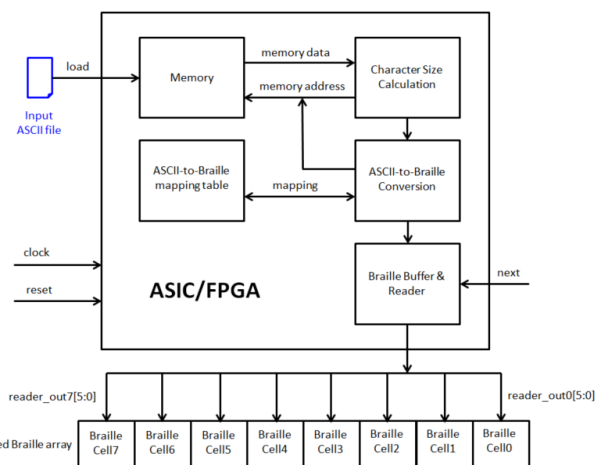 load
Input
ASCII file
Memory
memory data
memory address
Character Size
Calculation
ASCII-to-Braille
mapping table
mapping
ASCII-to-Braille
Conversion
clock
reset
ASIC/FPGA
Braille Buffer &
Reader
next
reader_out7[5:0]
reader_out0[5:0]
Braille array
Braille
Cell7
Braille
Cell6
Braille
Cell5
Braille
Cell4
Braille
Cell3
Braille
Cell2
Braille
Cell1
Braille
Cell0